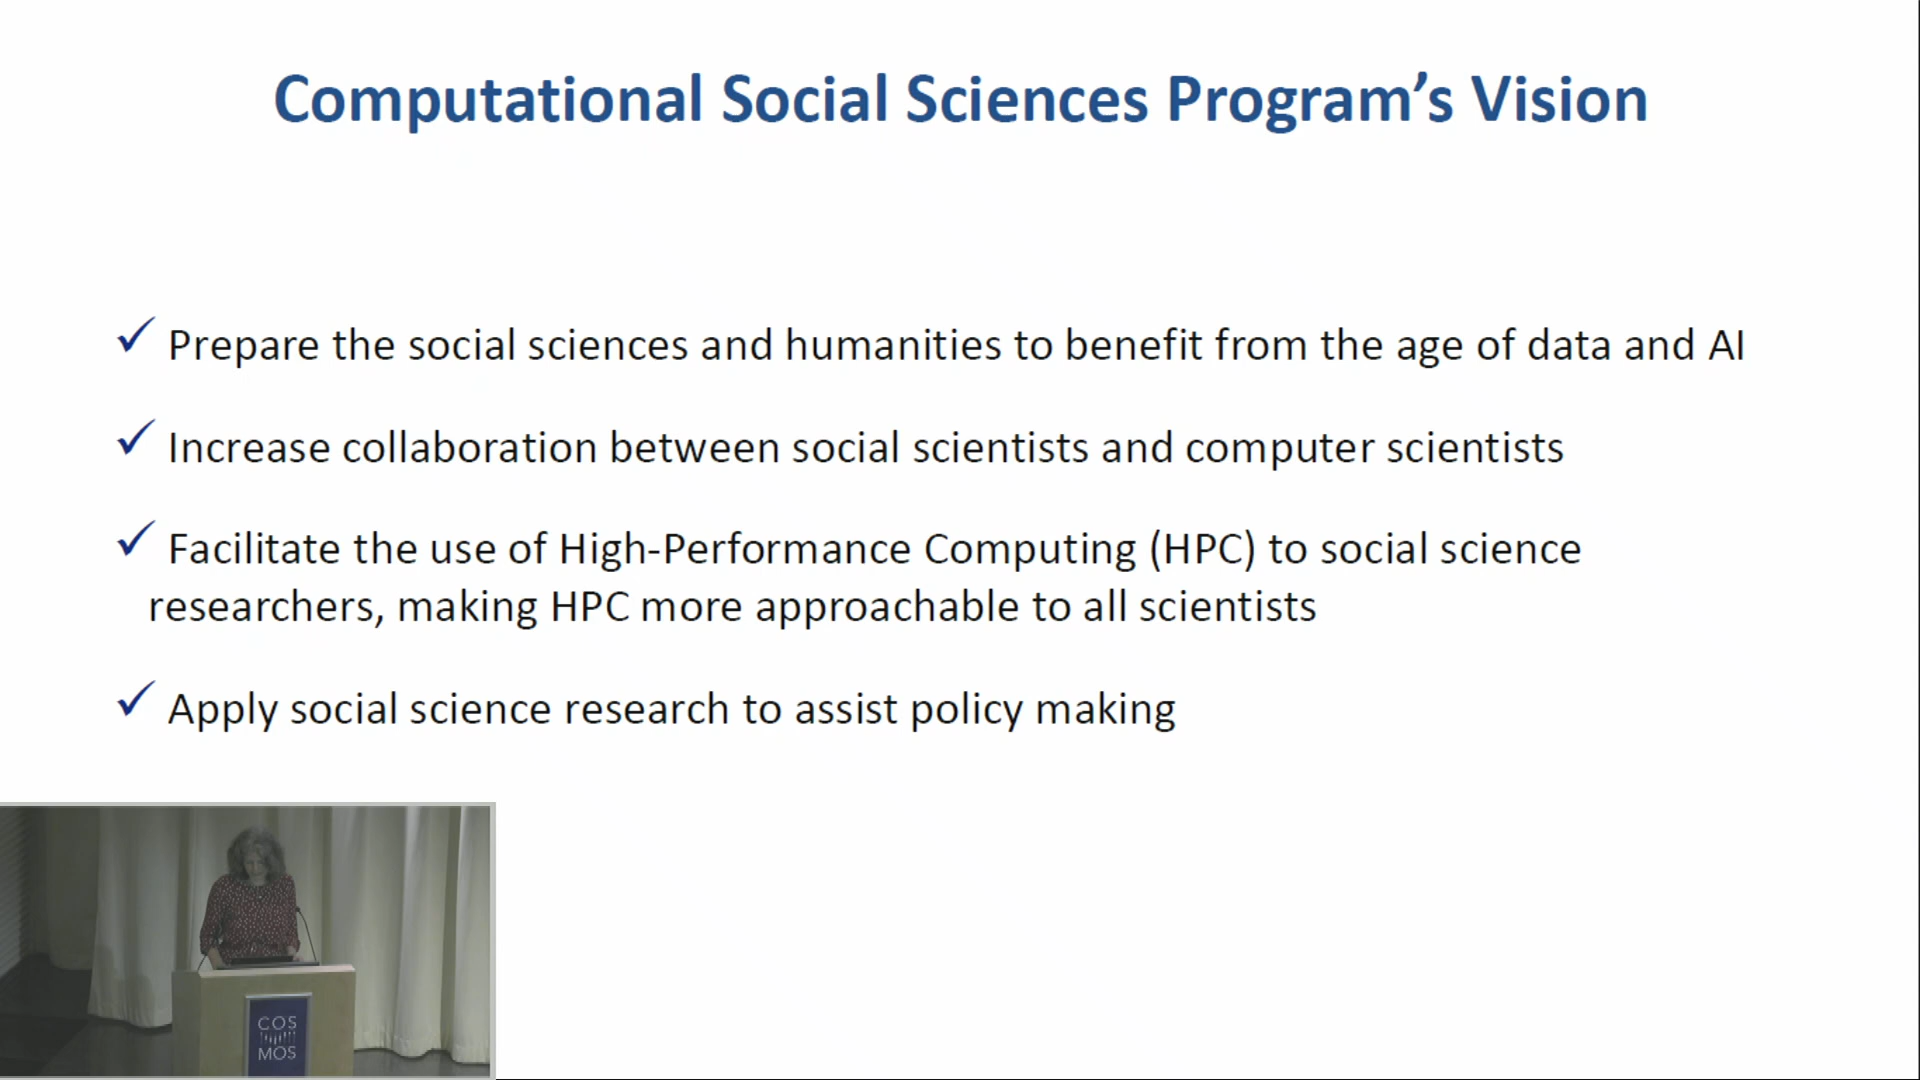 Computational Social Sciences Program’s Vision
✓ Prepare the social sciences and humanities to benefit from the age of data and AI
✓ Increase collaboration between social scientists and computer scientists
✓ Facilitate the use of High-Performance Computing (HPC) to social science
researchers, making HPC more approachable to all scientists
✓ Apply social science research to assist policy making
COS
MOS